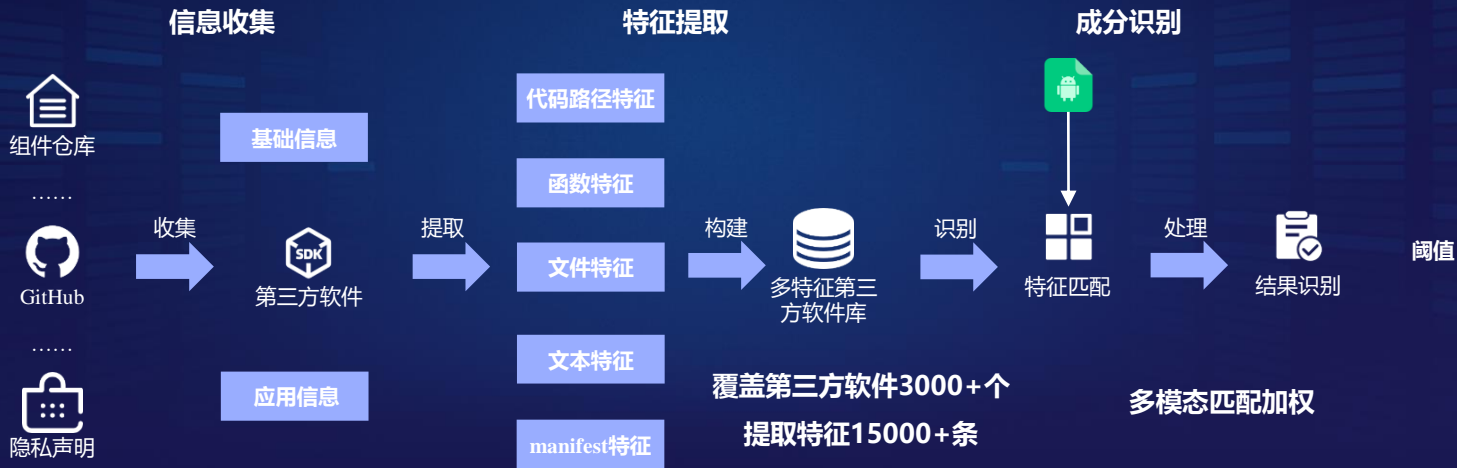 信息收集
特征提取
成分识别
组件仓库
……
GitHub
……
隐私声明
收集
基础信息
SDK
第三方软件
应用信息
提取
代码路径特征
函数特征
文件特征
文本特征
manifest特征
构建
多特征第三
方软件库
覆盖第三方软件3000+个
提取特征15000+条
识别
特征匹配
处理
结果识别
多模态匹配加权
阈值